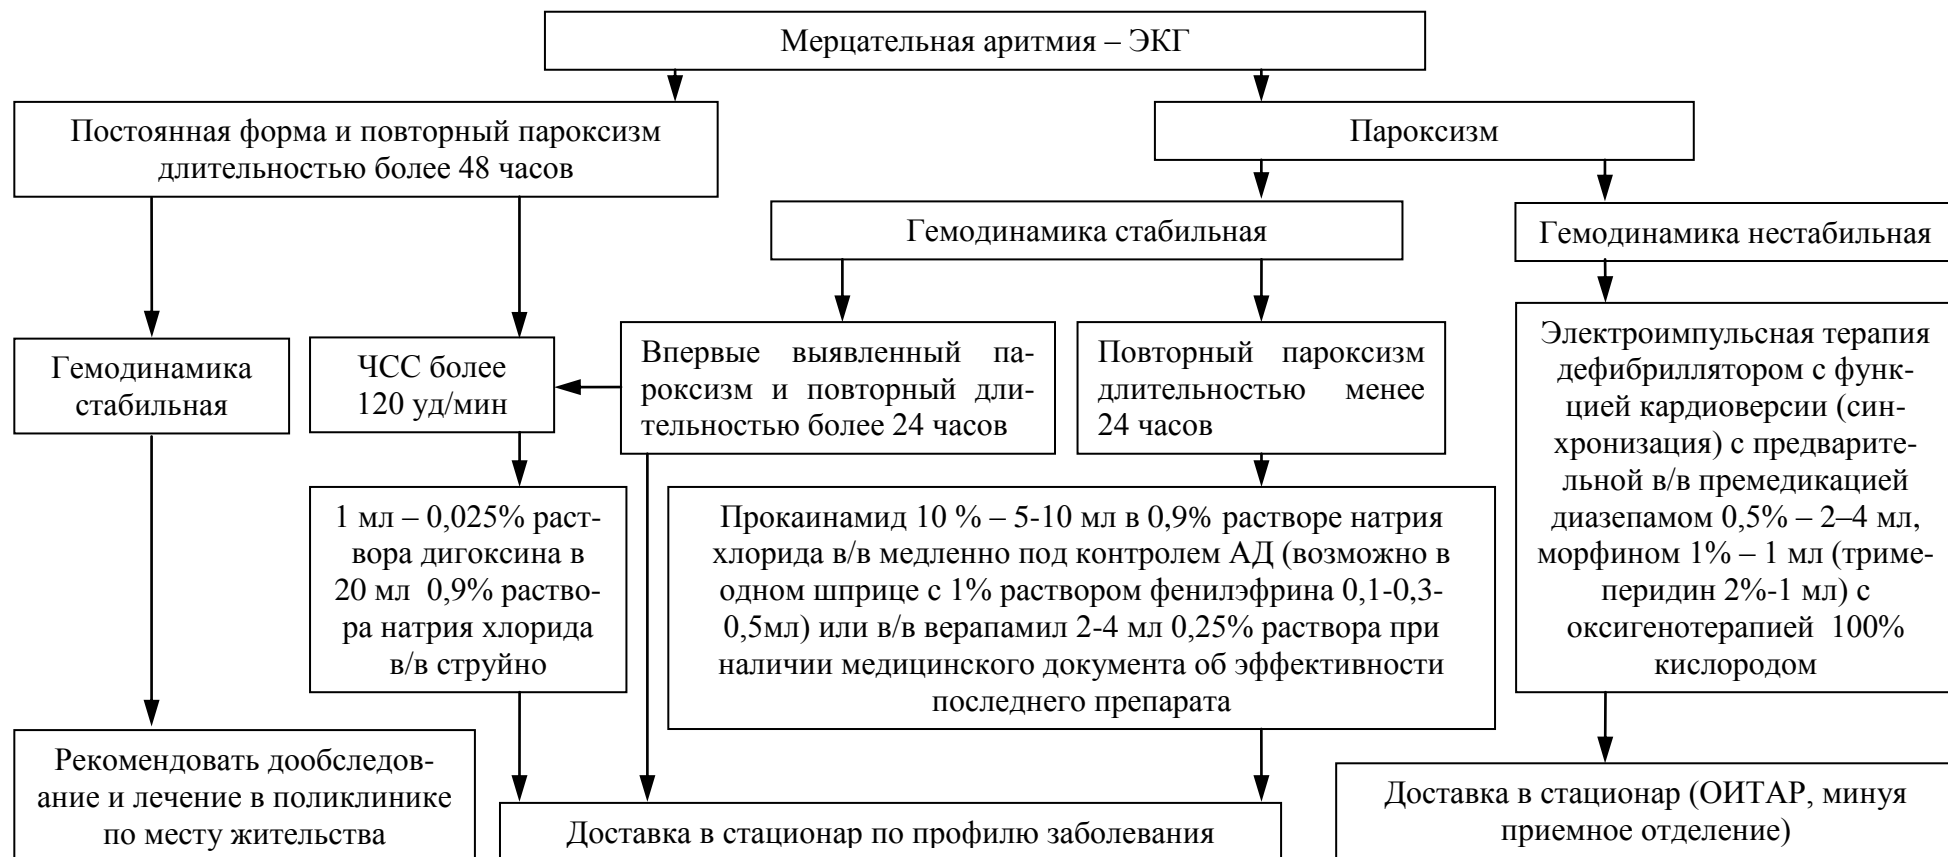 Мерцательная аритмия – ЭКГ
Постоянная форма и повторный пароксизм
длительностью более 48 часов
Пароксизм
Гемодинамика стабильная
Гемодинамика нестабильная
Гемодинамика
стабильная
ЧСС более
120 уд/мин
Впервые выявленный па-
роксизм и повторный дли-
тельностью более 24 часов
Повторный пароксизм
длительностью менее
24 часов
Электроимпульсная терапия
дефибриллятором с функ-
цией кардиоверсии (син-
хронизация) с предварите-
льной в/в премедикацией
диазепамом 0,5% – 2–4 мл,
морфином 1% – 1 мл (триме-
перидин 2%-1 мл) с
оксигенотерапией 100%
кислородом
1 мл – 0,025% раст-
вора дигоксина в
20 мл 0,9% раство-
ра натрия хлорида
в/в струйно
Прокаинамид 10 % – 5-10 мл в 0,9% растворе натрия
хлорида в/в медленно под контролем АД (возможно в
одном шприце с 1% раствором фенилэфрина 0,1-0,3-
0,5мл) или в/в верапамил 2-4 мл 0,25% раствора при
наличии медицинского документа об эффективности
последнего препарата
Рекомендовать дообследов-
ание и лечение в поликлинике
по месту жительства
Доставка в стационар по профилю заболевания
Доставка в стационар (ОИТАР, минуя
приемное отделение)